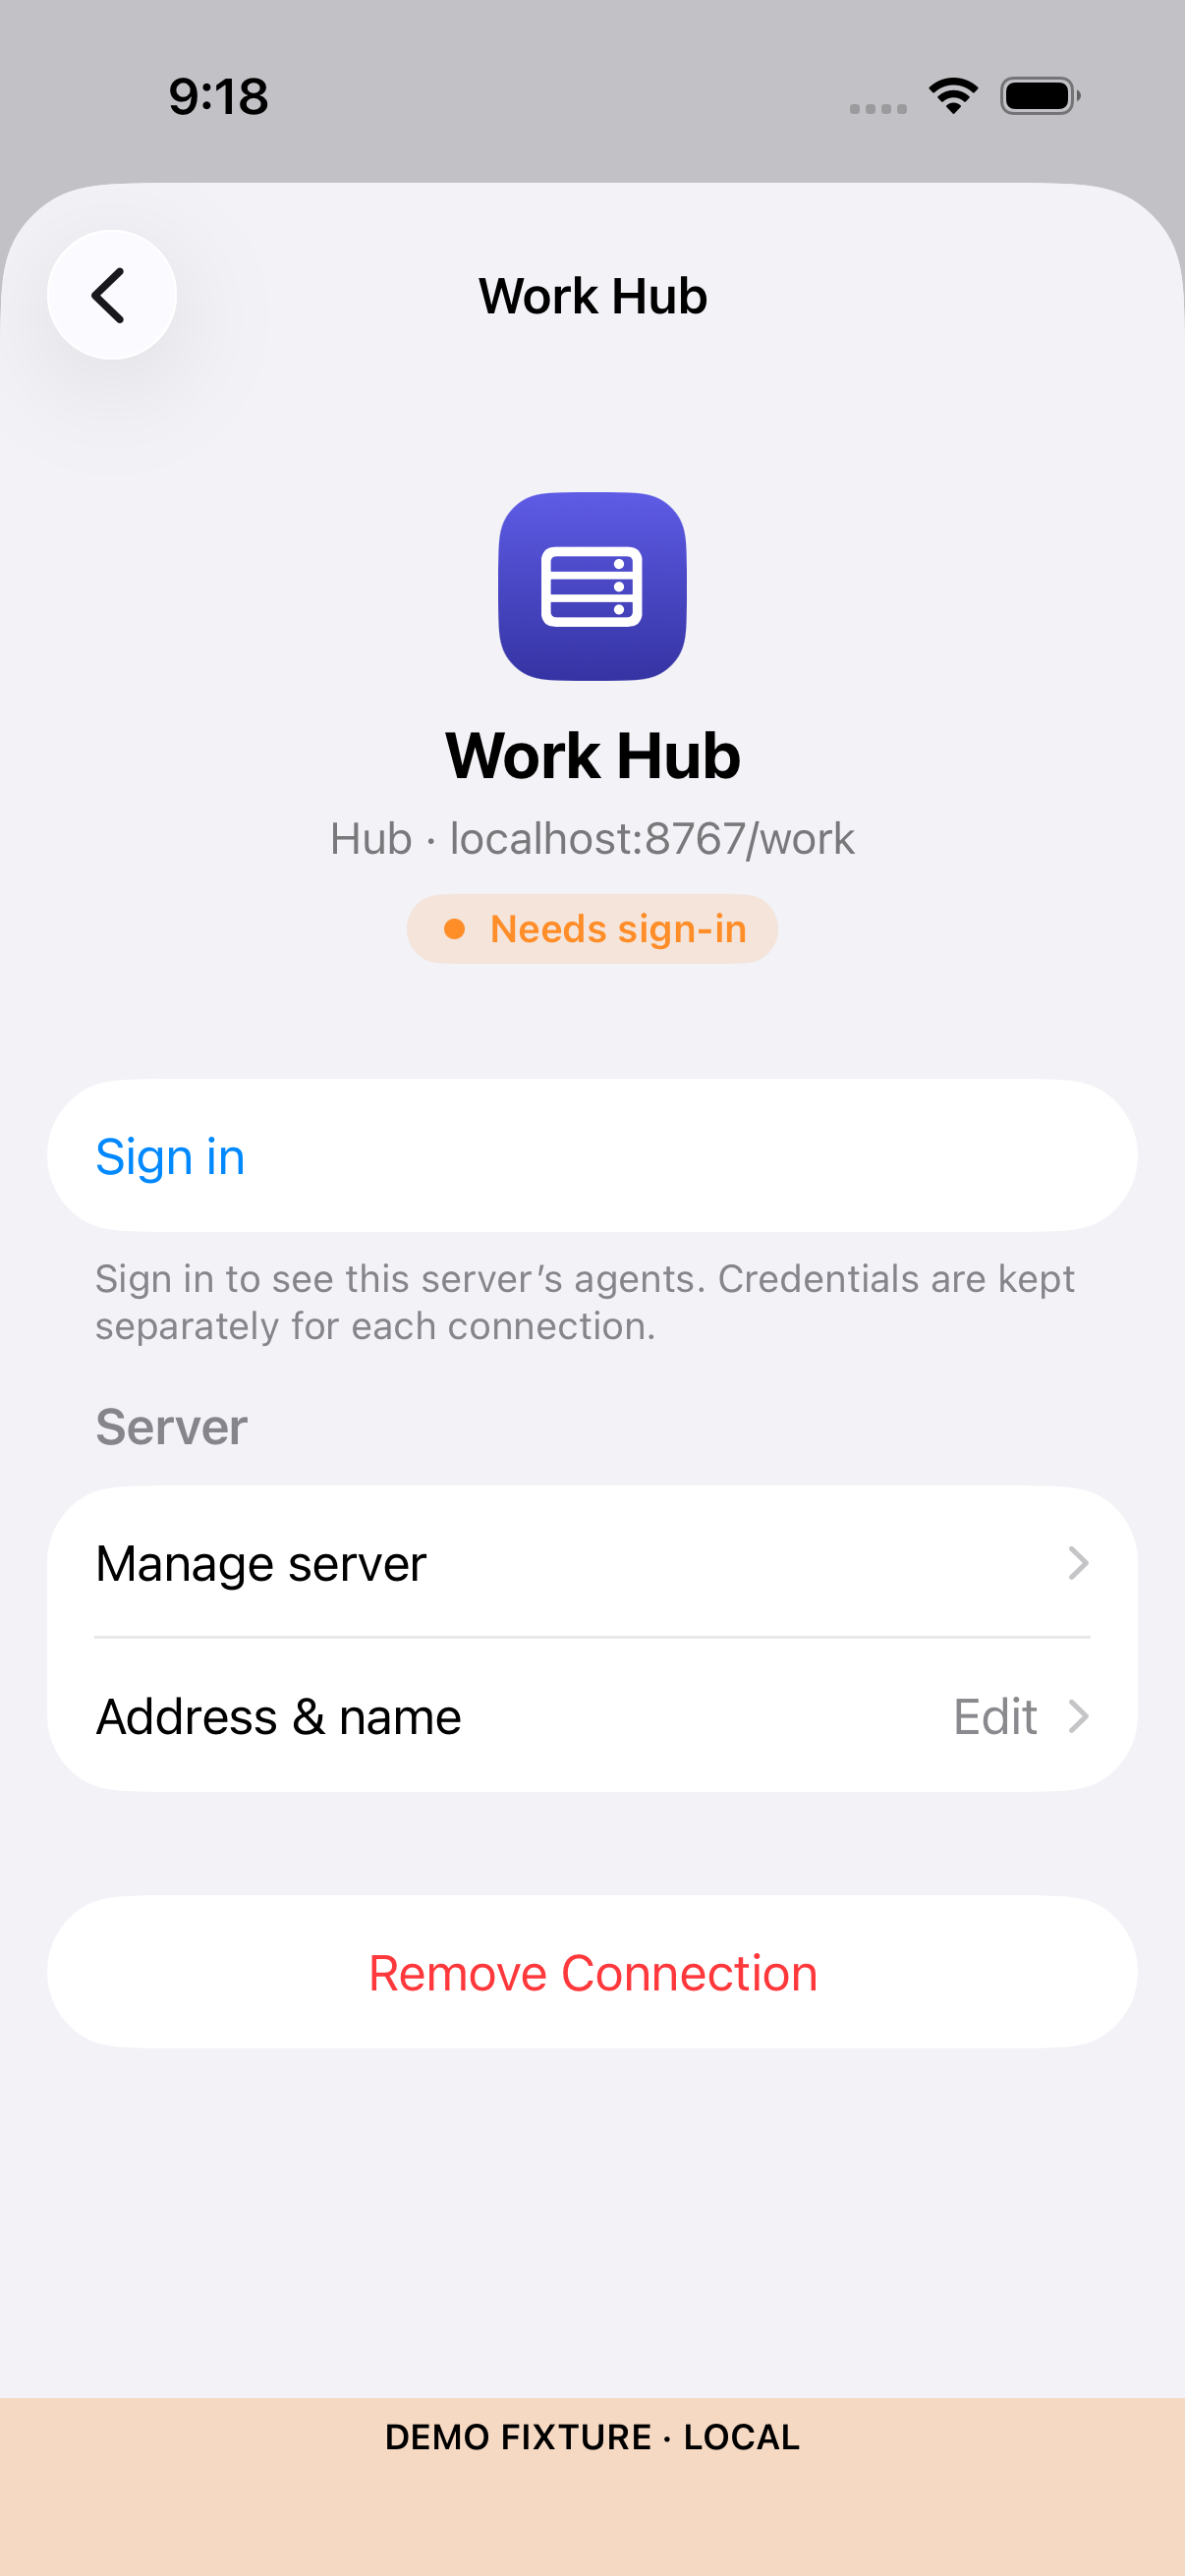 9:18
Work Hub
Work Hub
Hub · localhost:8767/work
Needs sign-in
Sign in
Sign in to see this server’s agents. Credentials are kept
separately for each connection.
Server
Manage server
Address & name Edit
Remove Connection
DEMO FIXTURE · LOCAL